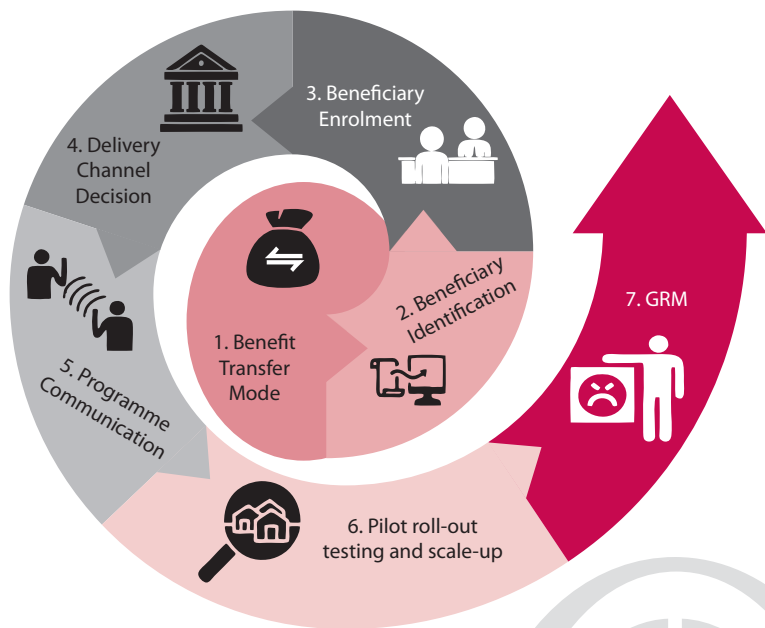 1. Benefit
Transfer
Mode
2. Beneficiary
Identification
3. Beneficiary
Enrolment
4. Delivery
Channel
Decision
5. Programme
Communication
6. Pilot roll-out
testing and scale-up
7. GRM